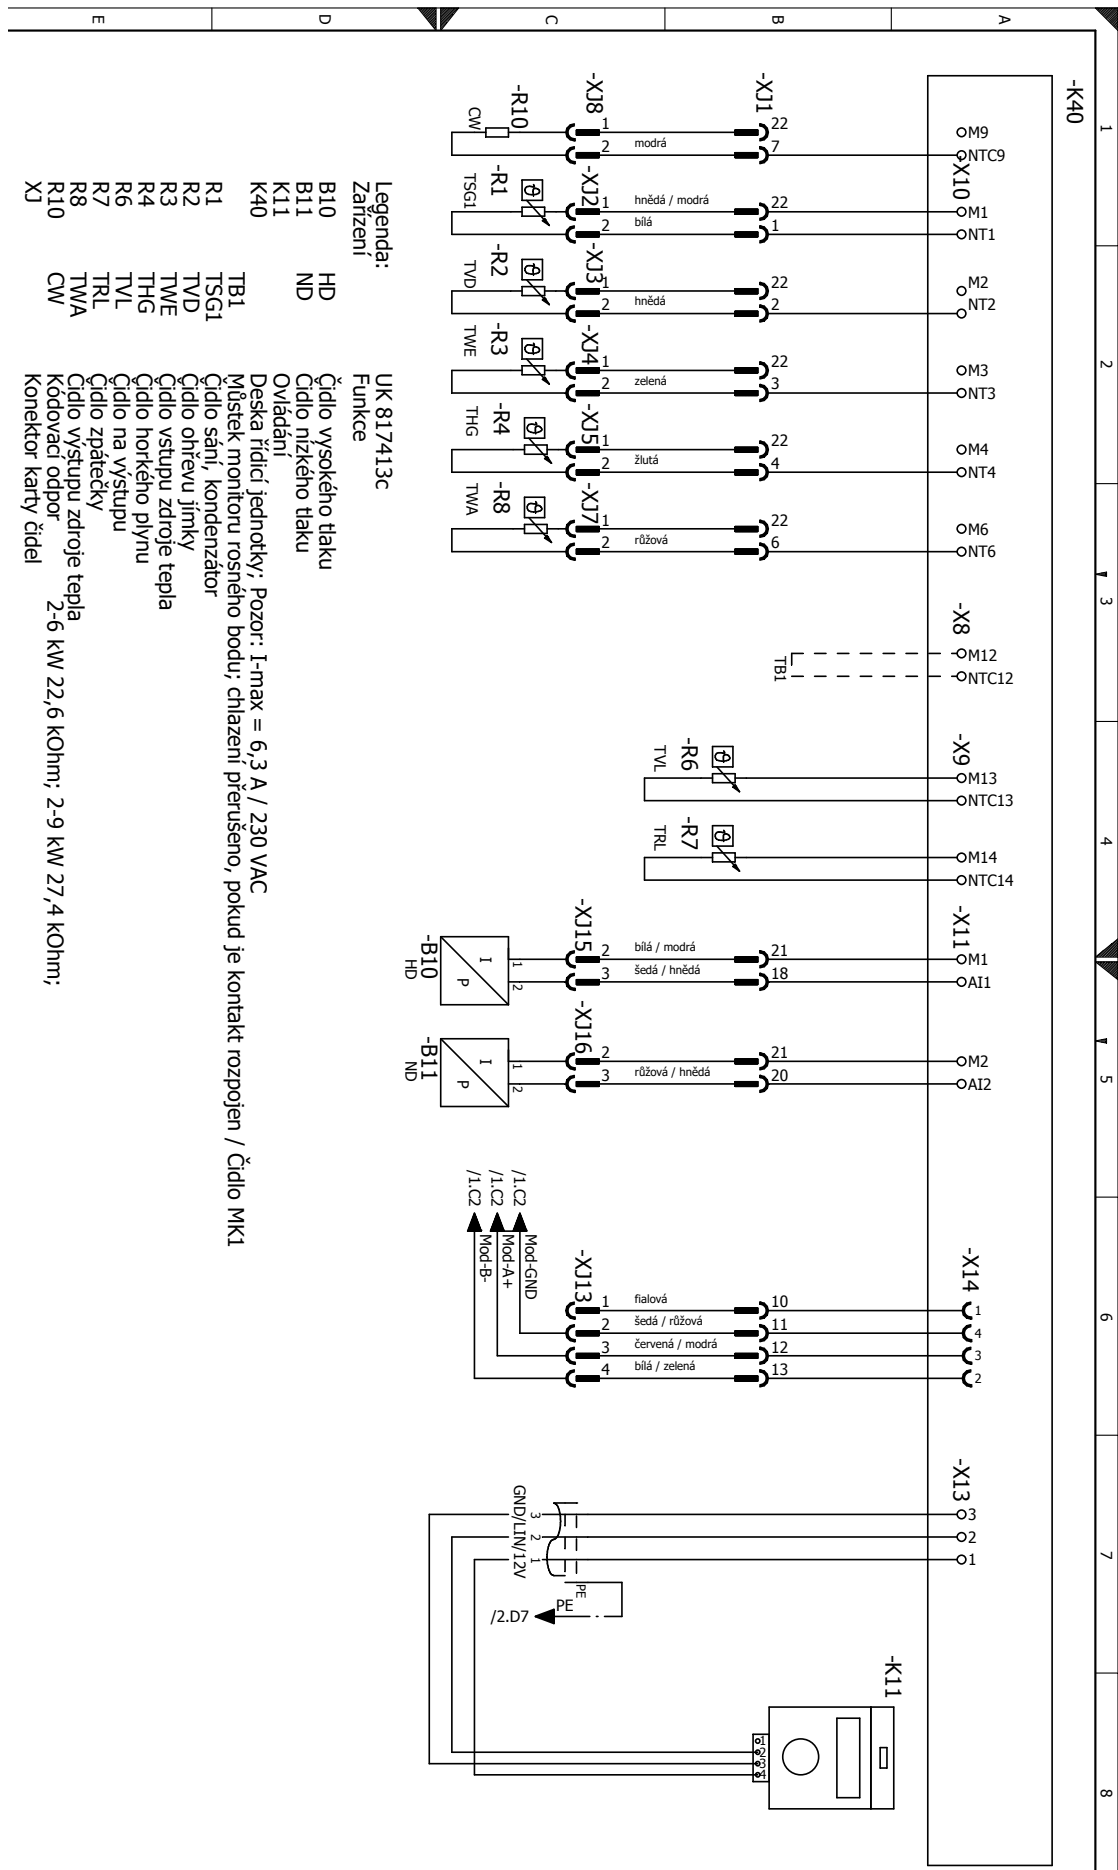 1
2
3
4
5
6
7
8
A
B
C
D
E
-K40
M9
NTC9
-X10
M1
NT1
M2
NT2
M3
NT3
M4
NT4
M6
NT6
-X8
M12
NTC12
-X9
M13
NTC13
M14
NTC14
-X11
M1
AI1
M2
AI2
-X14
1
4
3
2
-X13
3
2
1
-XJ1
22
7
22
1
22
2
22
3
22
4
22
6
TB1
21
18
21
20
10
11
12
13
-K11
1
2
3
4
modrá
hnědá / modrá
bílá
hnědá
zelená
žlutá
růžová
-R6
TVL
-R7
TRL
bílá / modrá
šedá / hnědá
růžová / hnědá
fialová
šedá / růžová
červená / modrá
bílá / zelená
-XJ8
1
2
-XJ2
1
2
-XJ3
1
2
-XJ4
1
2
-XJ5
1
2
-XJ7
1
2
-XJ15
2
3
-XJ16
2
3
-XJ13
1
2
3
4
PE
PE
/2.D7
3
2
1
GND/LIN/12V
-R10
CW
-R1
TSG1
-R2
TVD
-R3
TWE
-R4
THG
-R8
TWA
-B10
HD
I
P
1
2
-B11
ND
I
P
1
2
/1.C2
Mod-GND
/1.C2
Mod-A+
/1.C2
Mod-B-
Legenda: UK 817413c
Zařízení Funkce
B10 HD Čidlo vysokého tlaku
B11 ND Čidlo nízkého tlaku
K11 Ovládání
K40 Deska řídicí jednotky; Pozor: I-max = 6,3 A / 230 VAC
TB1 Můstek monitoru rosného bodu; chlazení přerušeno, pokud je kontakt rozpojen / Čidlo MK1
R1 TSG1 Čidlo sání, kondenzátor
R2 TVD Čidlo ohřevu jímky
R3 TWE Čidlo vstupu zdroje tepla
R4 THG Čidlo horkého plynu
R6 TVL Čidlo na výstupu
R7 TRL Čidlo zpátečky
R8 TWA Čidlo výstupu zdroje tepla
R10 CW Kódovací odpor 2-6 kW 22,6 kOhm; 2-9 kW 27,4 kOhm;
XJ Konektor karty čidel